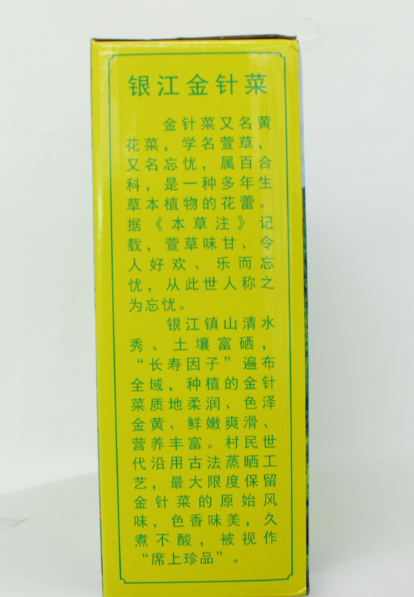 银江金针菜
金针菜又名黄
花菜，学名萱草，
又名忘忧，属百合
科，是一种多年生
草本植物的花蕾。
据《本草注》记
载，萱草味甘、令
人好欢、乐而忘
忧，从此世人称之
为忘忧。
银江镇山清水
秀、土壤富硒，
“长寿因子”遍布
全域，种植的金针
菜质地柔润、色泽
金黄、鲜嫩爽滑、
营养丰富。村民世
代沿用古法蒸晒工
艺，最大限度保留
金针菜的原始风
味，色香味美，久
煮不酸，被视作
“席上珍品”。